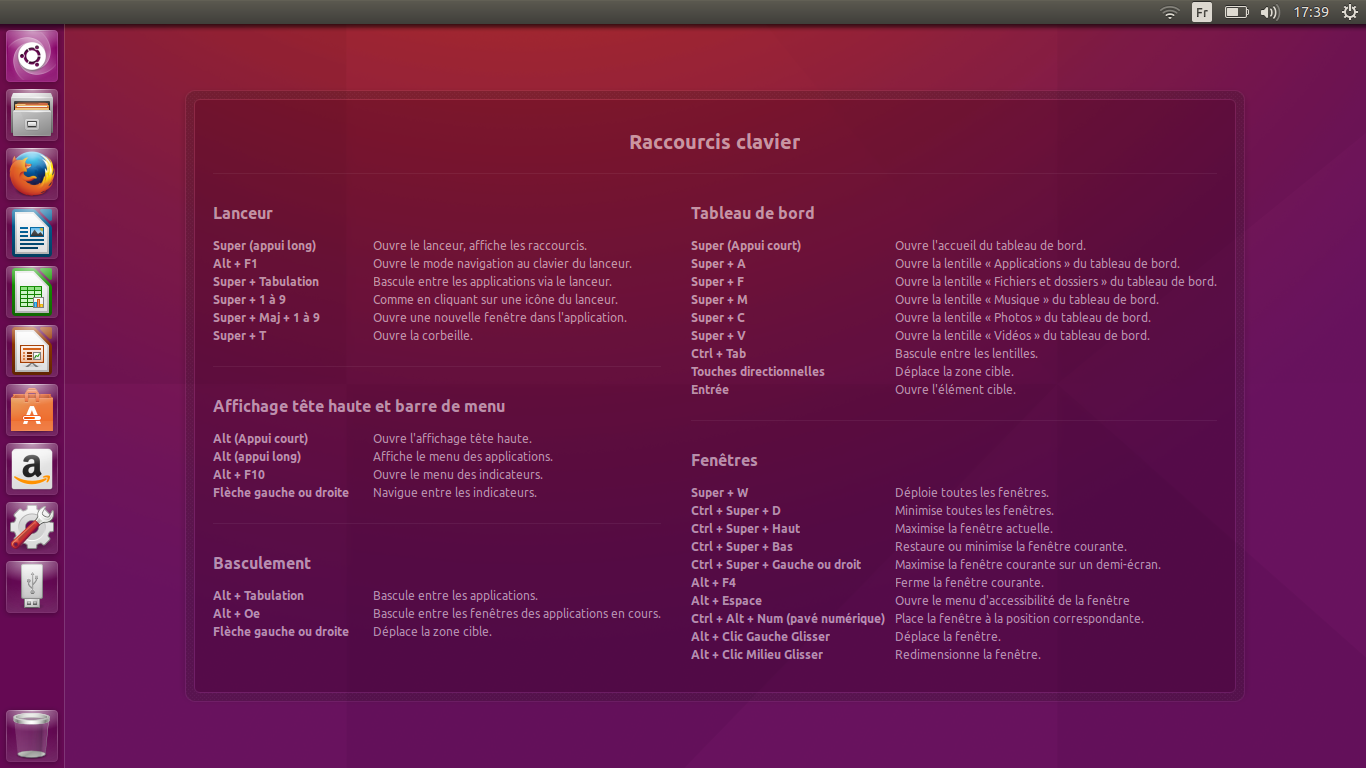 Fr 17:39
Raccourcis clavier
Lanceur
Super (appui long) Ouvre le lanceur, affiche les raccourcis.
Alt + F1 Ouvre le mode navigation au clavier du lanceur.
Super + Tabulation Bascule entre les applications via le lanceur.
Super + 1 à 9 Comme en cliquant sur une icône du lanceur.
Super + Maj + 1 à 9 Ouvre une nouvelle fenêtre dans l'application.
Super + T Ouvre la corbeille.
Affichage tête haute et barre de menu
Alt (Appui court) Ouvre l'affichage tête haute.
Alt (appui long) Affiche le menu des applications.
Alt + F10 Ouvre le menu des indicateurs.
Flèche gauche ou droite Navigue entre les indicateurs.
Basculement
Alt + Tabulation Bascule entre les applications.
Alt + Oe Bascule entre les fenêtres des applications en cours.
Flèche gauche ou droite Déplace la zone cible.
Tableau de bord
Super (Appui court) Ouvre l'accueil du tableau de bord.
Super + A Ouvre la lentille « Applications » du tableau de bord.
Super + F Ouvre la lentille « Fichiers et dossiers » du tableau de bord.
Super + M Ouvre la lentille « Musique » du tableau de bord.
Super + C Ouvre la lentille « Photos » du tableau de bord.
Super + V Ouvre la lentille « Vidéos » du tableau de bord.
Ctrl + Tab Bascule entre les lentilles.
Touches directionnelles Déplace la zone cible.
Entrée Ouvre l'élément cible.
Fenêtres
Super + W Déploie toutes les fenêtres.
Ctrl + Super + D Minimise toutes les fenêtres.
Ctrl + Super + Haut Maximise la fenêtre actuelle.
Ctrl + Super + Bas Restaure ou minimise la fenêtre courante.
Ctrl + Super + Gauche ou droit Maximise la fenêtre courante sur un demi-écran.
Alt + F4 Ferme la fenêtre courante.
Alt + Espace Ouvre le menu d'accessibilité de la fenêtre
Ctrl + Alt + Num (pavé numérique) Place la fenêtre à la position correspondante.
Alt + Clic Gauche Glisser Déplace la fenêtre.
Alt + Clic Milieu Glisser Redimensionne la fenêtre.